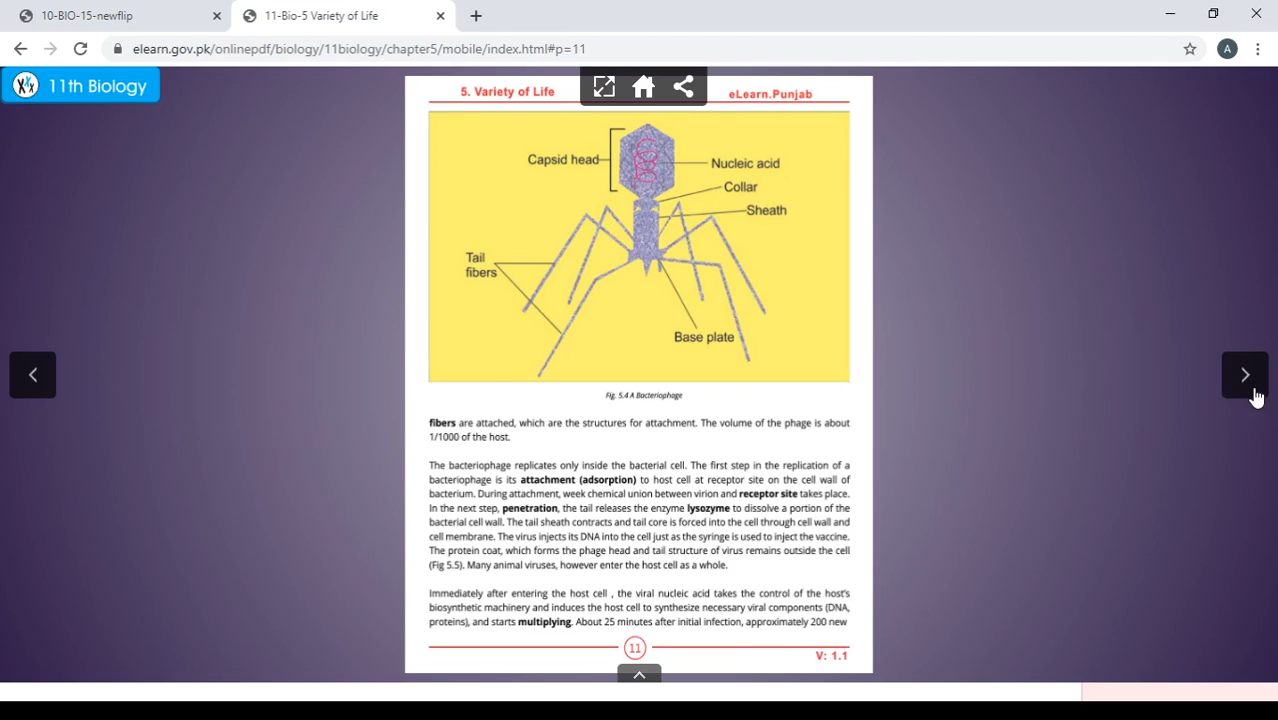 10-BIO-15-newflip
11-Bio-5 Variety of Life
elearn.gov.pk/onlinepdf/biology/11biology/chapter5/mobile/index.html#p=11
A
11th Biology
5. Variety of Life
eLearn.Punjab
Capsid head
Nucleic acid
Collar
Sheath
Tail
fibers
Base plate
Fig. 5.4 A Bacteriophage
fibers are attached, which are the structures for attachment. The volume of the phage is about
1/1000 of the host.
The bacteriophage replicates only inside the bacterial cell. The first step in the replication of a
bacteriophage is its attachment (adsorption) to host cell at receptor site on the cell wall of
bacterium. During attachment, week chemical union between virion and receptor site takes place.
In the next step, penetration, the tail releases the enzyme lysozyme to dissolve a portion of the
bacterial cell wall. The tail sheath contracts and tail core is forced into the cell through cell wall and
cell membrane. The virus injects its DNA into the cell just as the syringe is used to inject the vaccine.
The protein coat, which forms the phage head and tail structure of virus remains outside the cell
(Fig 5.5). Many animal viruses, however enter the host cell as a whole.
Immediately after entering the host cell , the viral nucleic acid takes the control of the host's
biosynthetic machinery and induces the host cell to synthesize necessary viral components (DNA,
proteins), and starts multiplying. About 25 minutes after initial infection, approximately 200 new
11
V: 1.1